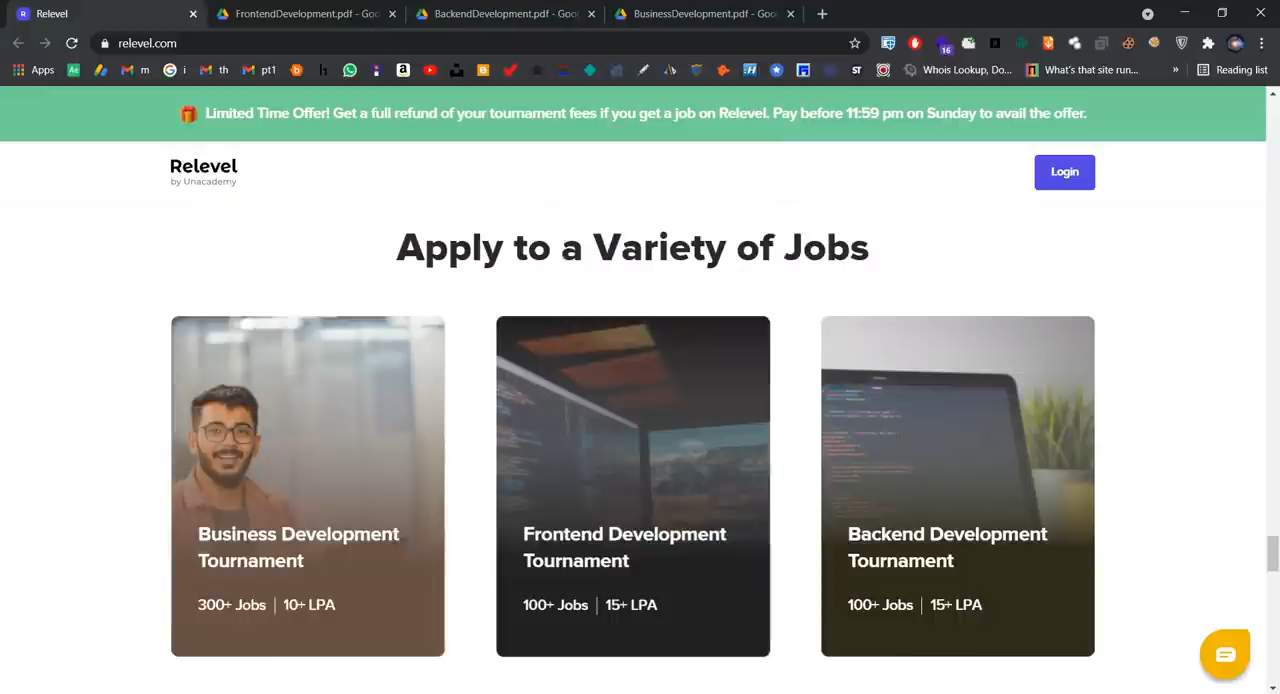 Relevel
FrontendDevelopment.pdf - Goo
BackendDevelopment.pdf - Goo
BusinessDevelopment.pdf - Goo
relevel.com
16
Apps
m
i
th
pt1
Whois Lookup, Do...
What's that site run...
»
Reading list
Limited Time Offer! Get a full refund of your tournament fees if you get a job on Relevel. Pay before 11:59 pm on Sunday to avail the offer.
Relevel
by Unacademy
Login
Apply to a Variety of Jobs
Business Development
Tournament
300+ Jobs | 10+ LPA
Frontend Development
Tournament
100+ Jobs | 15+ LPA
Backend Development
Tournament
100+ Jobs | 15+ LPA